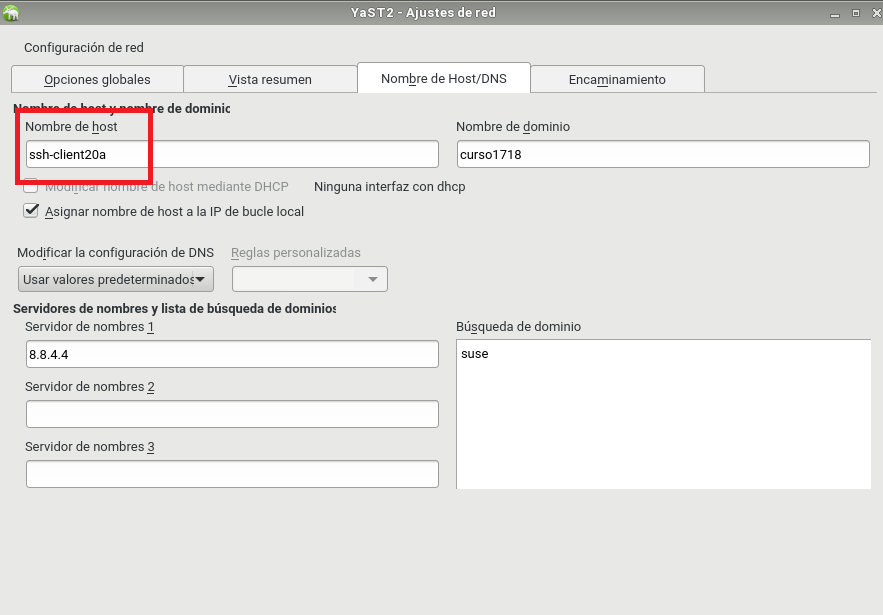 YaST2 - Ajustes de red
Configuración de red
Opciones globales
Vista resumen
Nombre de Host/DNS
Encaminamiento
Nombre de host y nombre de dominio
Nombre de host
Nombre de dominio
ssh-client20a
curso1718
Modificar nombre de host mediante DHCP
Ninguna interfaz con dhcp
Asignar nombre de host a la IP de bucle local
Modificar la configuración de DNS
Reglas personalizadas
Usar valores predeterminados
Servidores de nombres y lista de búsqueda de dominios
Servidor de nombres 1
Búsqueda de dominio
8.8.4.4
suse
Servidor de nombres 2
Servidor de nombres 3